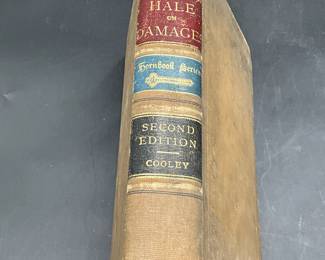 HALE
ON
DAMAGES
Hornbook Series
SECOND
EDITION
COOLEY